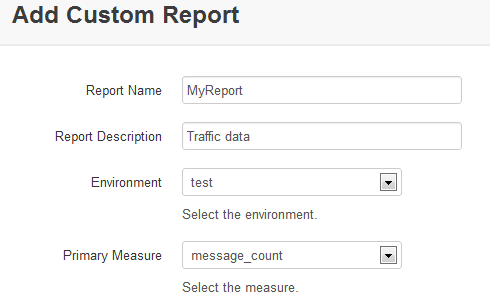 Add Custom Report
Report Name MyReport
Report Description Traffic data
Environment test
Select the environment.
Primary Measure message_count
Select the measure.